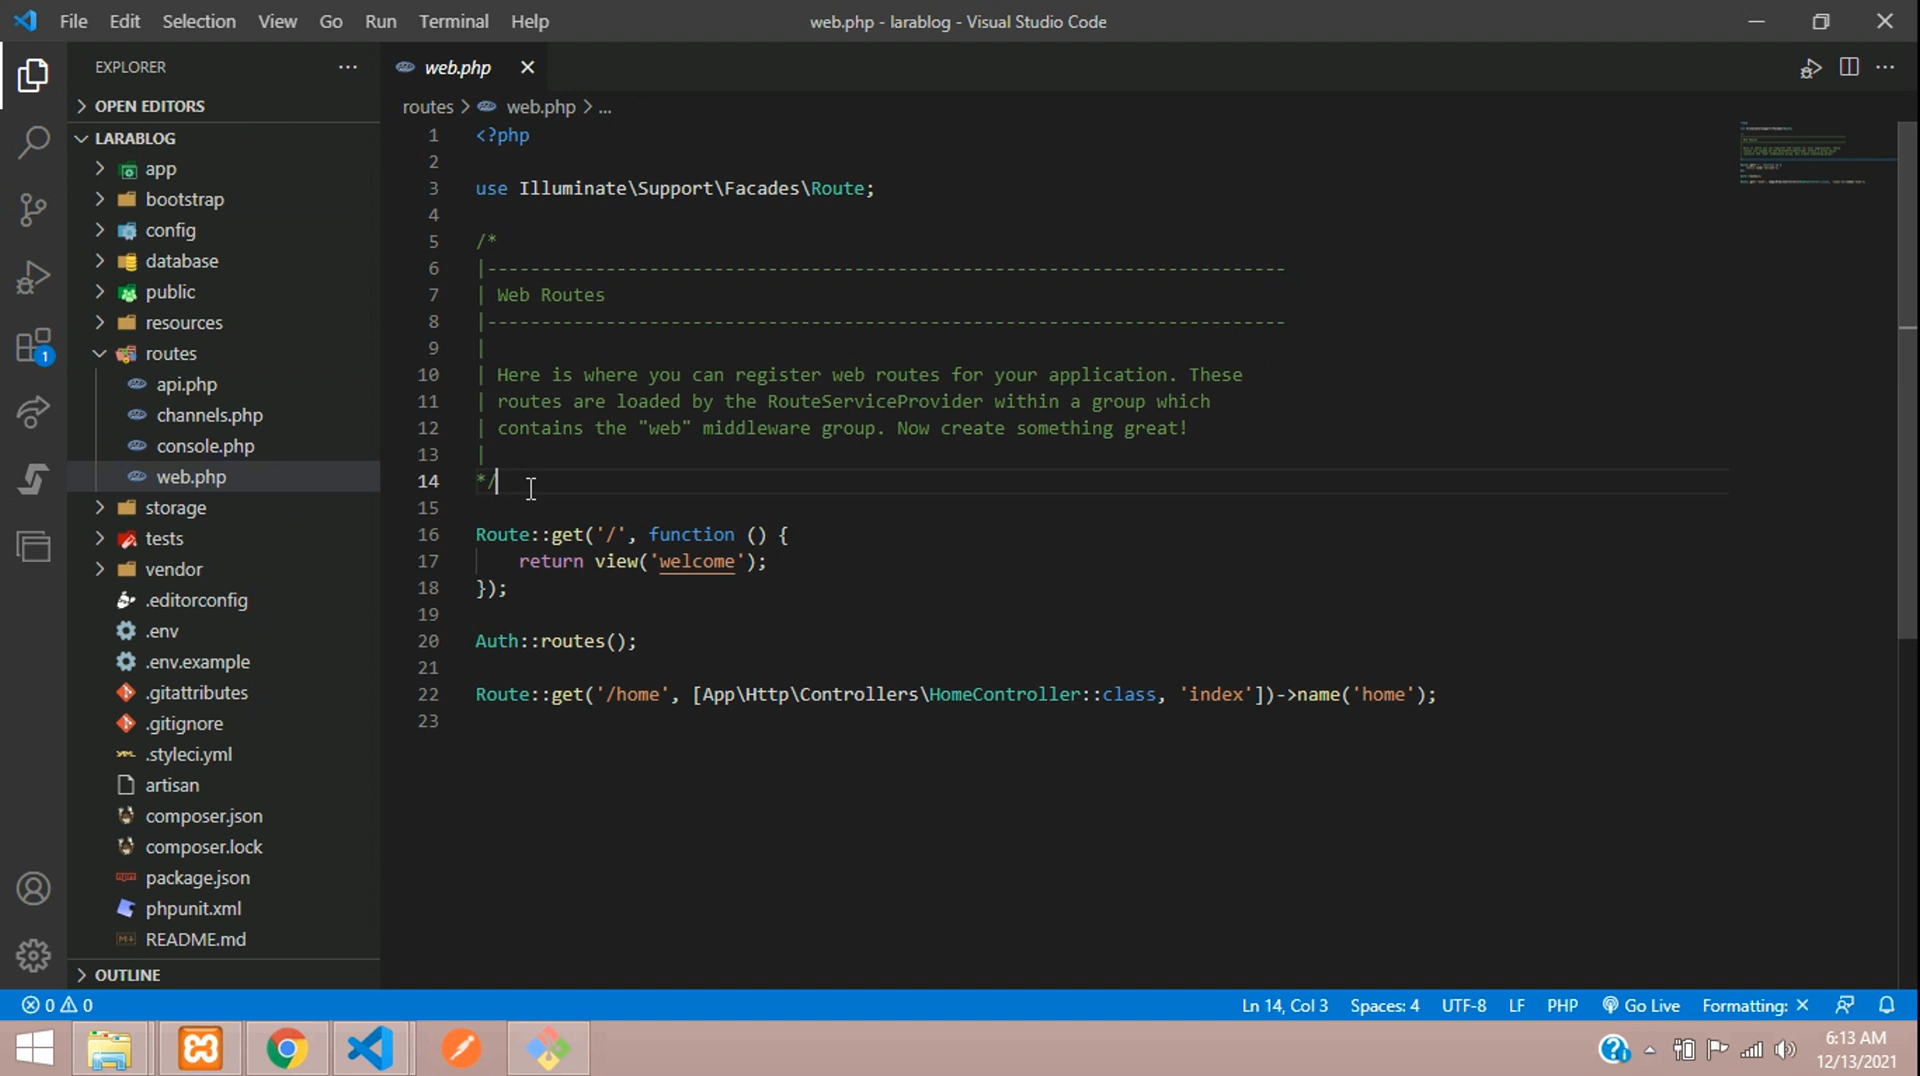 File Edit Selection View Go Run Terminal Help
web.php - larablog - Visual Studio Code
EXPLORER
OPEN EDITORS
LARABLOG
app
bootstrap
config
database
public
resources
routes
api.php
channels.php
console.php
web.php
storage
tests
vendor
.editorconfig
.env
.env.example
.gitattributes
.gitignore
.styleci.yml
artisan
composer.json
composer.lock
package.json
phpunit.xml
README.md
OUTLINE
1
web.php
routes > web.php > ...
1 <?php
2
3 use Illuminate\Support\Facades\Route;
4
5 /*
6 |--------------------------------------------------------------------------
7 | Web Routes
8 |--------------------------------------------------------------------------
9 |
10 | Here is where you can register web routes for your application. These
11 | routes are loaded by the RouteServiceProvider within a group which
12 | contains the "web" middleware group. Now create something great!
13 |
14 */
15
16 Route::get('/', function () {
17     return view('welcome');
18 });
19
20 Auth::routes();
21
22 Route::get('/home', [App\Http\Controllers\HomeController::class, 'index'])->name('home');
23
0 0
Ln 14, Col 3 Spaces: 4 UTF-8 LF PHP Go Live Formatting: ×
6:13 AM
12/13/2021